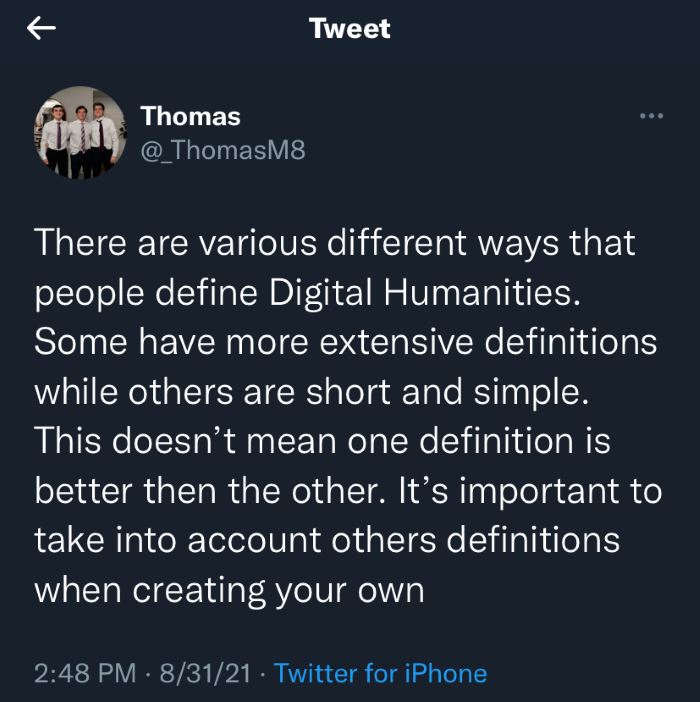 Tweet
Thomas
@_ThomasM8
There are various different ways that
people define Digital Humanities.
Some have more extensive definitions
while others are short and simple.
This doesn’t mean one definition is
better then the other. It’s important to
take into account others definitions
when creating your own
2:48 PM · 8/31/21 · Twitter for iPhone